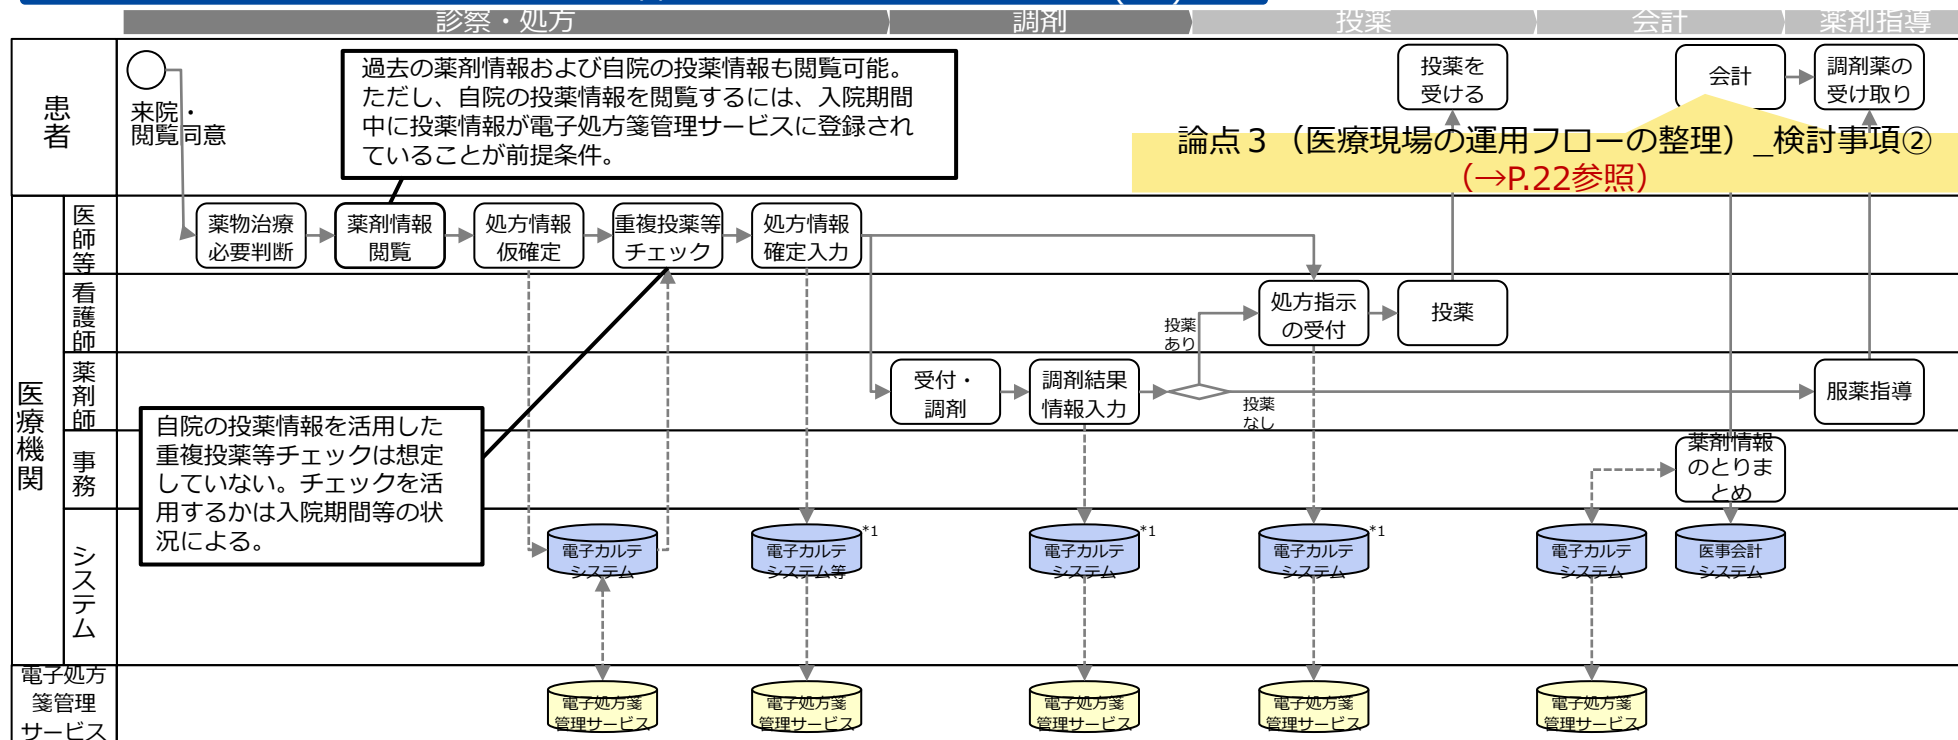 診察・処方
調剤
投薬
会計
薬剤指導
患者
来院・
閲覧同意
過去の薬剤情報および自院の投薬情報も閲覧可能。
ただし、自院の投薬情報を閲覧するには、入院期間
中に投薬情報が電子処方箋管理サービスに登録され
ていることが前提条件。
投薬を
受ける
会計
調剤薬の
受け取り
論点3（医療現場の運用フローの整理）_検討事項②
（→P.22参照）
医療機関
医師等
薬物治療
必要判断
薬剤情報
閲覧
処方情報
仮確定
重複投薬等
チェック
処方情報
確定入力
看護師
処方指示
の受付
投薬
投薬
あり
薬剤師
受付・
調剤
調剤結果
情報入力
投薬
なし
服薬指導
自院の投薬情報を活用した
重複投薬等チェックは想定
していない。チェックを活
用するかは入院期間等の状
況による。
事務
薬剤情報
のとりま
とめ
システム
電子カルテ
システム
電子カルテ
システム等
*1
電子カルテ
システム
*1
電子カルテ
システム
*1
電子カルテ
システム
医事会計
システム
電子処方
箋管理
サービス
電子処方箋
管理サービス
電子処方箋
管理サービス
電子処方箋
管理サービス
電子処方箋
管理サービス
電子処方箋
管理サービス